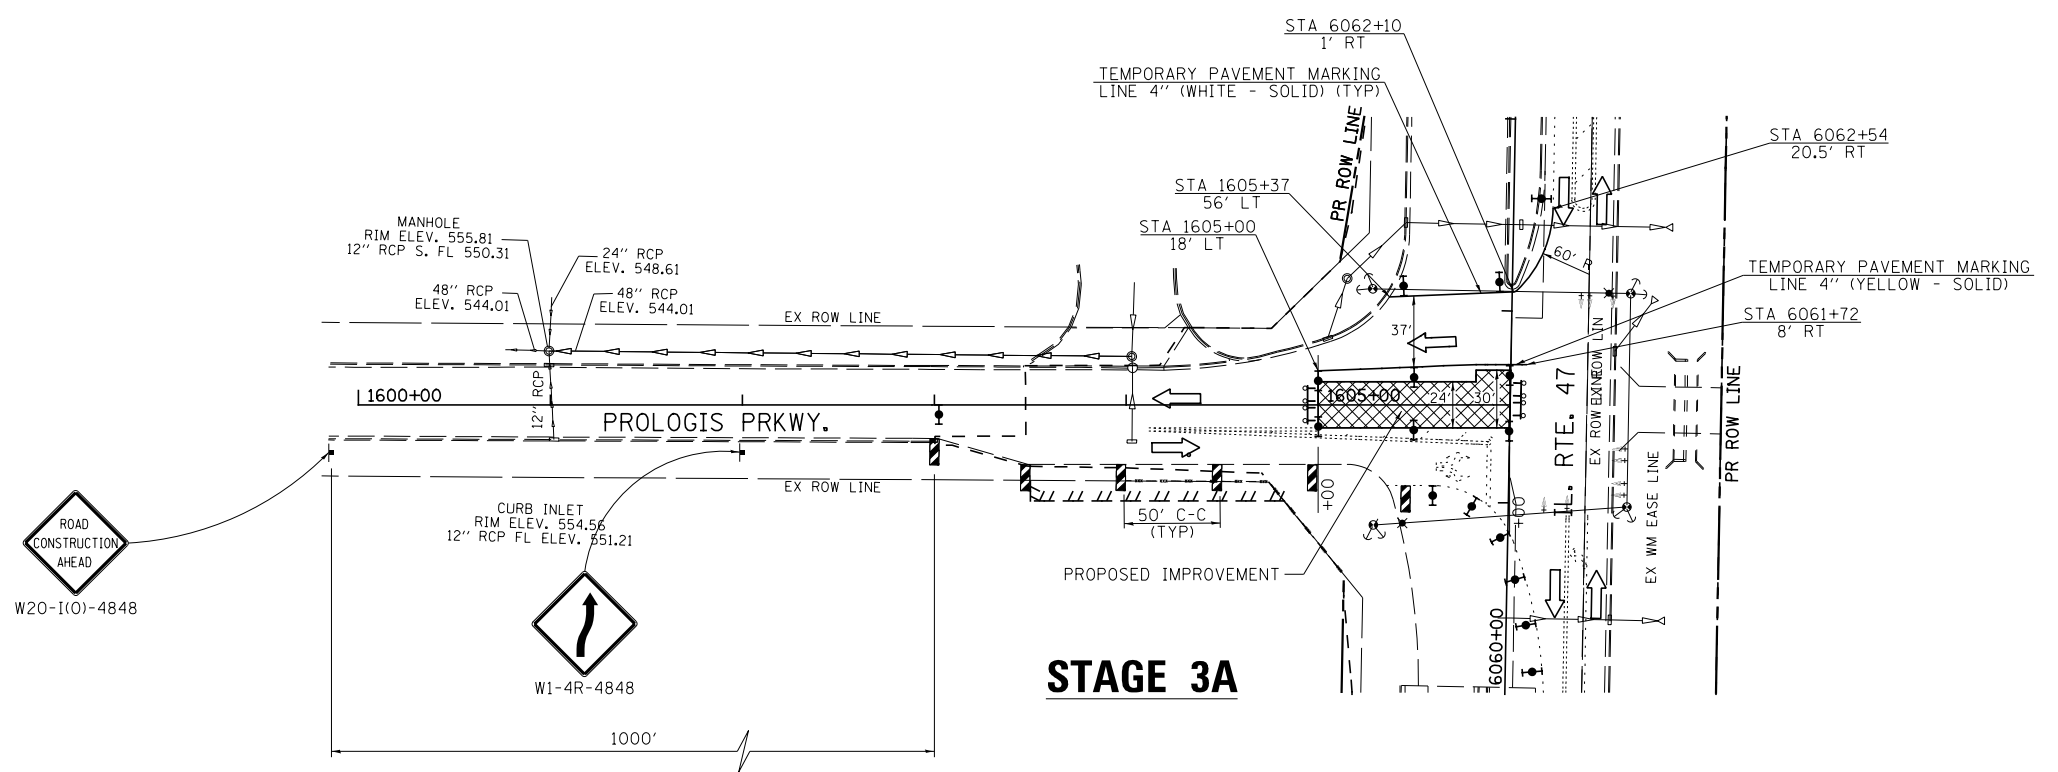 STA 6062+10
1' RT
TEMPORARY PAVEMENT MARKING
LINE 4'' (WHITE - SOLID) (TYP)
PR ROW LINE
STA 6062+54
20.5' RT
STA 1605+37
56' LT
STA 1605+00
18' LT
MANHOLE
RIM ELEV. 555.81
12'' RCP S. FL 550.31
24'' RCP
ELEV. 548.61
48'' RCP
ELEV. 544.01
48'' RCP
ELEV. 544.01
60' R
TEMPORARY PAVEMENT MARKING
LINE 4'' (YELLOW - SOLID)
STA 6061+72
8' RT
EX ROW LINE
37'
12'' RCP
1600+00
PROLOGIS PRKWY.
1605+00
24'
30'
IL. RTE. 47
EX ROW LINE
EX ROW LINE
PR ROW LINE
EX WM EASE LINE
EX ROW LINE
ROAD
CONSTRUCTION
AHEAD
W20-I(O)-4848
CURB INLET
RIM ELEV. 554.56
12'' RCP FL ELEV. 551.21
50' C-C
(TYP)
+00
+00
PROPOSED IMPROVEMENT
W1-4R-4848
6060+00
STAGE 3A
1000'